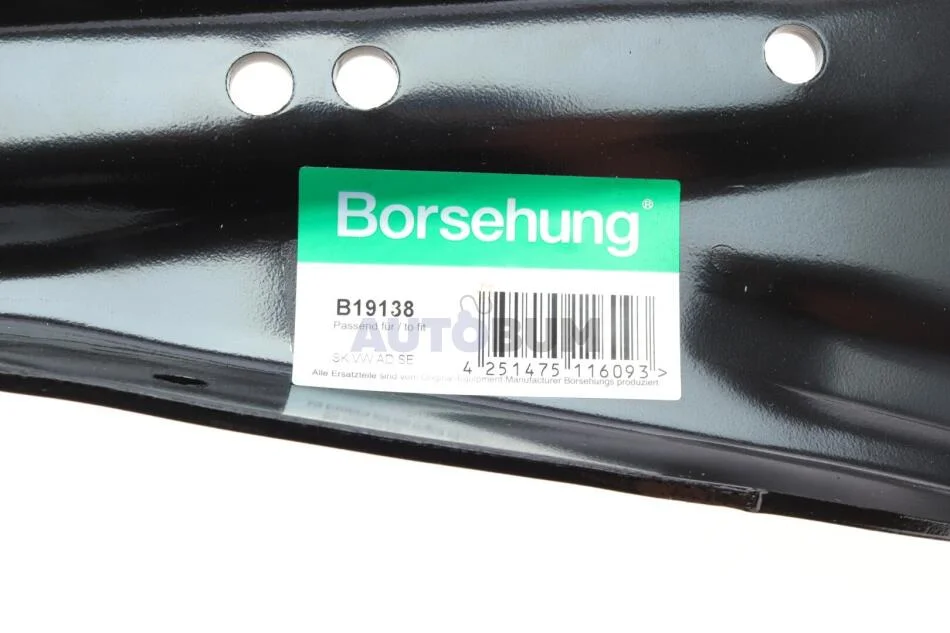 Borsehung®
B19138
Passend für / to fit
AUTOBUM
SK VW AD SE
4 251475 116093 >
Alle Ersatzteile sind vom Original Equipment Manufacturer Borsehungs produziert